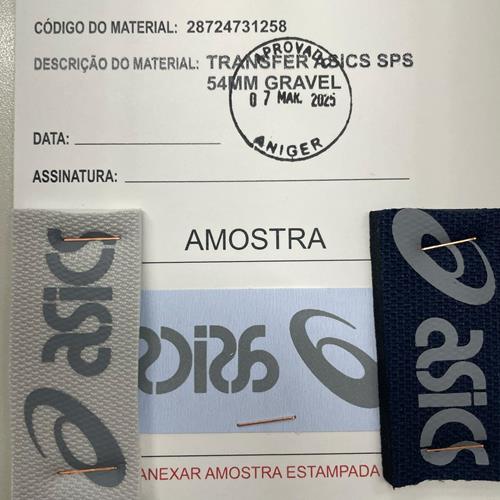 CÓDIGO DO MATERIAL: 28724731258
DESCRIÇÃO DO MATERIAL: TRANSFER ASICS SPS
54MM GRAVEL
APROVADO
07 MAR. 2025
ANIGER
DATA:
ASSINATURA:
AMOSTRA
asics
asics
asics
ANEXAR AMOSTRA ESTAMPADA